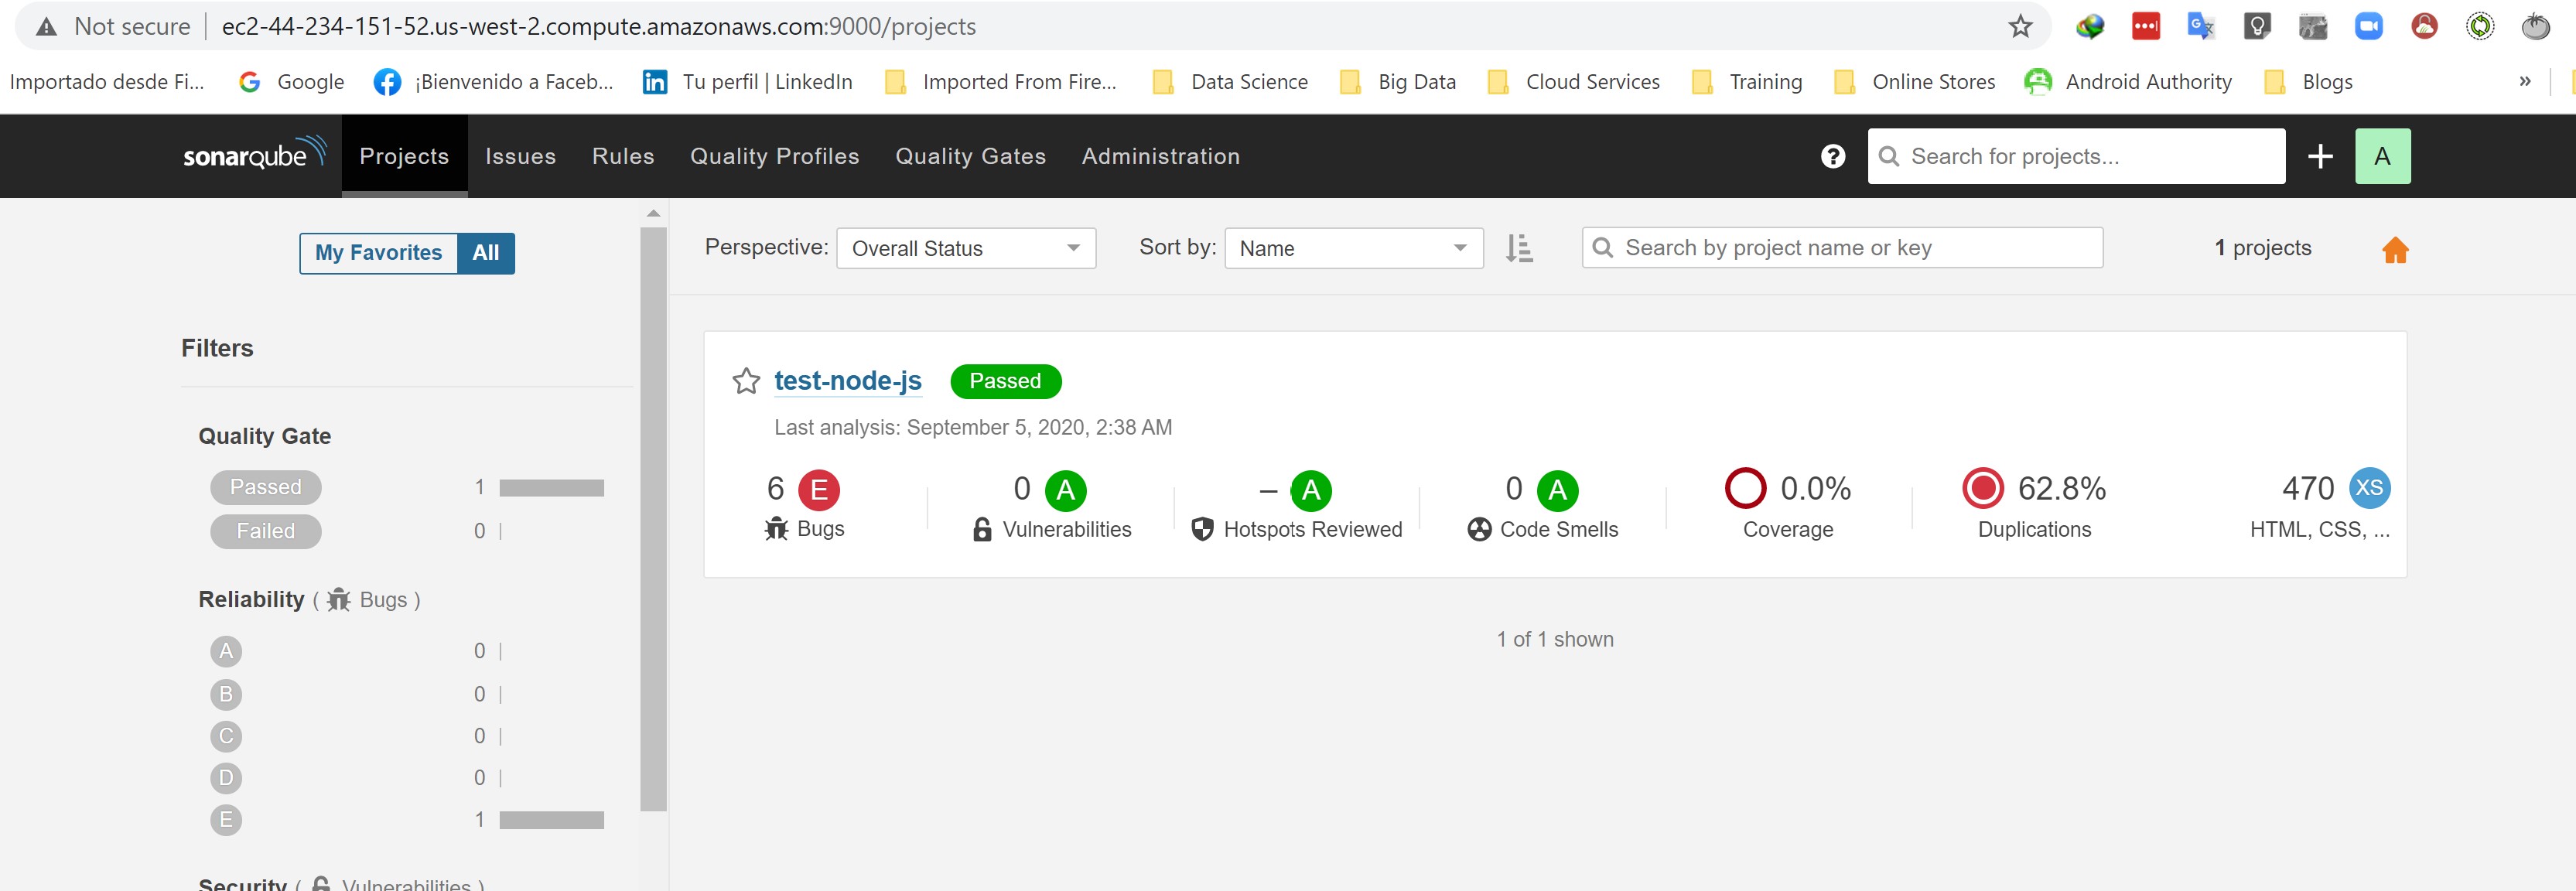 Not secure ec2-44-234-151-52.us-west-2.compute.amazonaws.com:9000/projects
Importado desde Fi... Google ¡Bienvenido a Faceb... Tu perfil | LinkedIn Imported From Fire... Data Science Big Data Cloud Services Training Online Stores Android Authority Blogs »
sonarqube Projects Issues Rules Quality Profiles Quality Gates Administration ? Search for projects... + A
My Favorites All
Perspective: Overall Status Sort by: Name Search by project name or key 1 projects
Filters
Quality Gate
Passed 1
Failed 0
Reliability ( Bugs )
A 0
B 0
C 0
D 0
E 1
Security ( Vulnerabilities )
test-node-js Passed
Last analysis: September 5, 2020, 2:38 AM
6 E 0 A – A 0 A 0.0% 62.8% 470 XS
Bugs Vulnerabilities Hotspots Reviewed Code Smells Coverage Duplications HTML, CSS, ...
1 of 1 shown